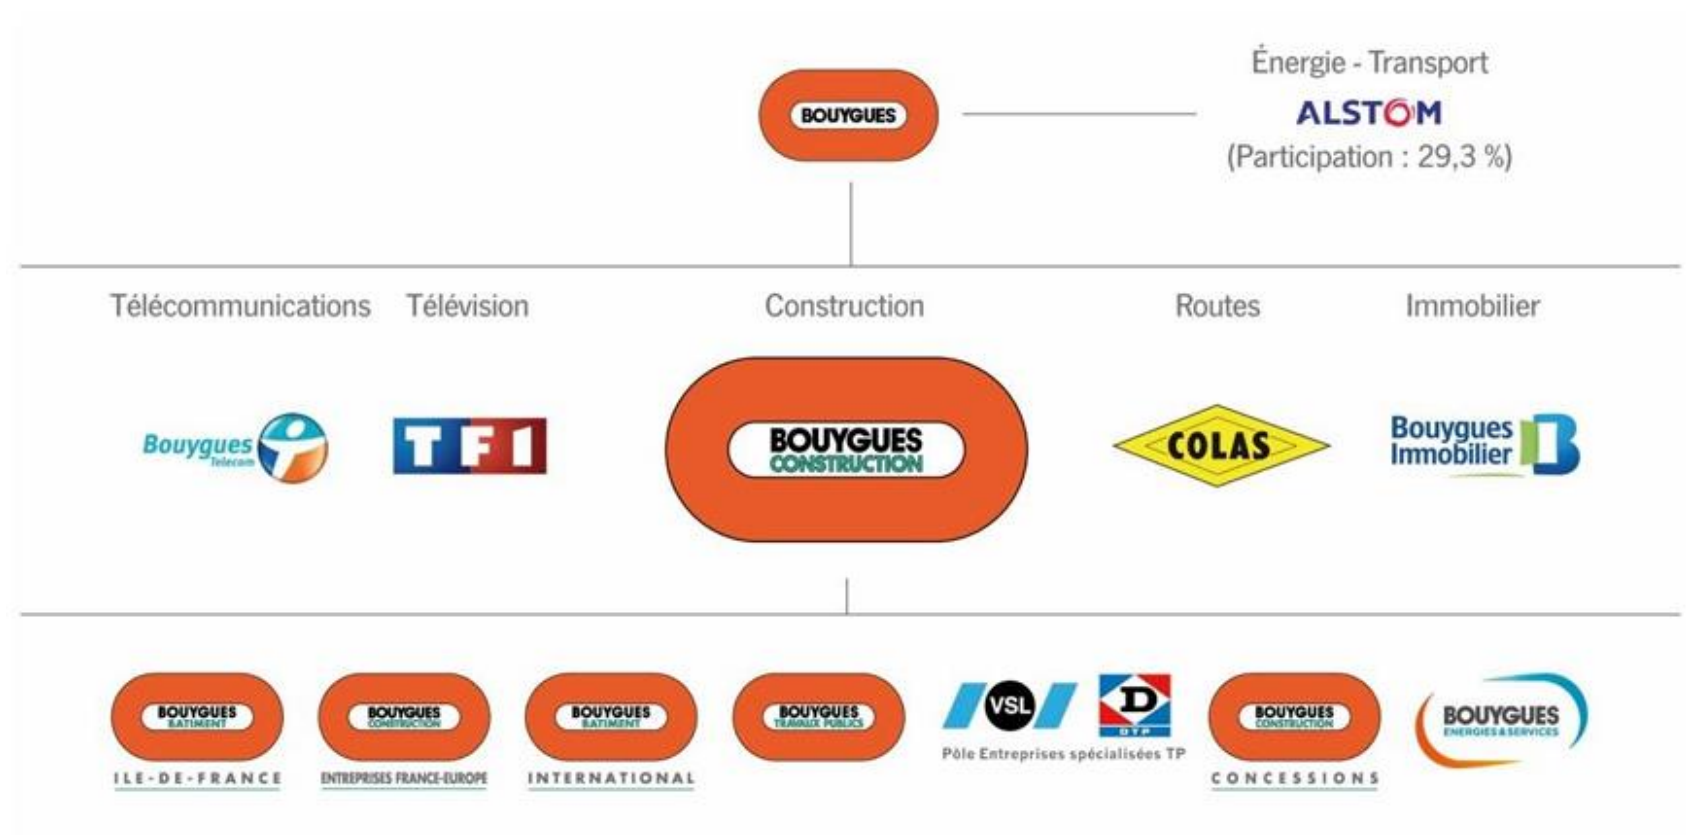 Énergie - Transport
BOUYGUES
ALSTOM
(Participation : 29,3 %)
Télécommunications
Télévision
Construction
Routes
Immobilier
Bouygues
Telecom
TF1
BOUYGUES
CONSTRUCTION
COLAS
Bouygues
Immobilier
BOUYGUES
BATIMENT
ILE-DE-FRANCE
BOUYGUES
CONSTRUCTION
ENTREPRISES FRANCE-EUROPE
BOUYGUES
BATIMENT
INTERNATIONAL
BOUYGUES
TRAVAUX PUBLICS
VSL
D
DTP
Pôle Entreprises spécialisées TP
BOUYGUES
CONSTRUCTION
CONCESSIONS
BOUYGUES
ENERGIES & SERVICES